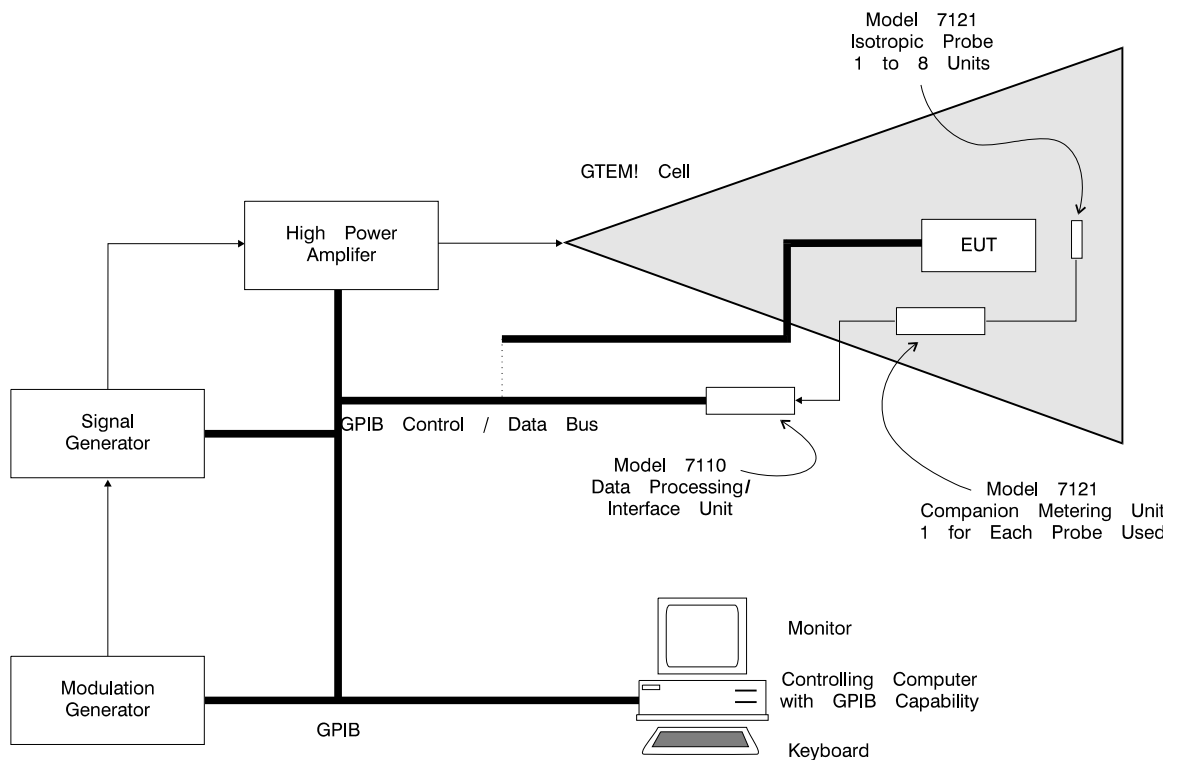 Model 7121
Isotropic Probe
1 to 8 Units
GTEM! Cell
High Power
Amplifer
EUT
Signal
Generator
GPIB Control / Data Bus
Model 7110
Data Processing/
Interface Unit
Model 7121
Companion Metering Unit
1 for Each Probe Used
Monitor
Modulation
Generator
Controlling Computer
with GPIB Capability
GPIB
Keyboard